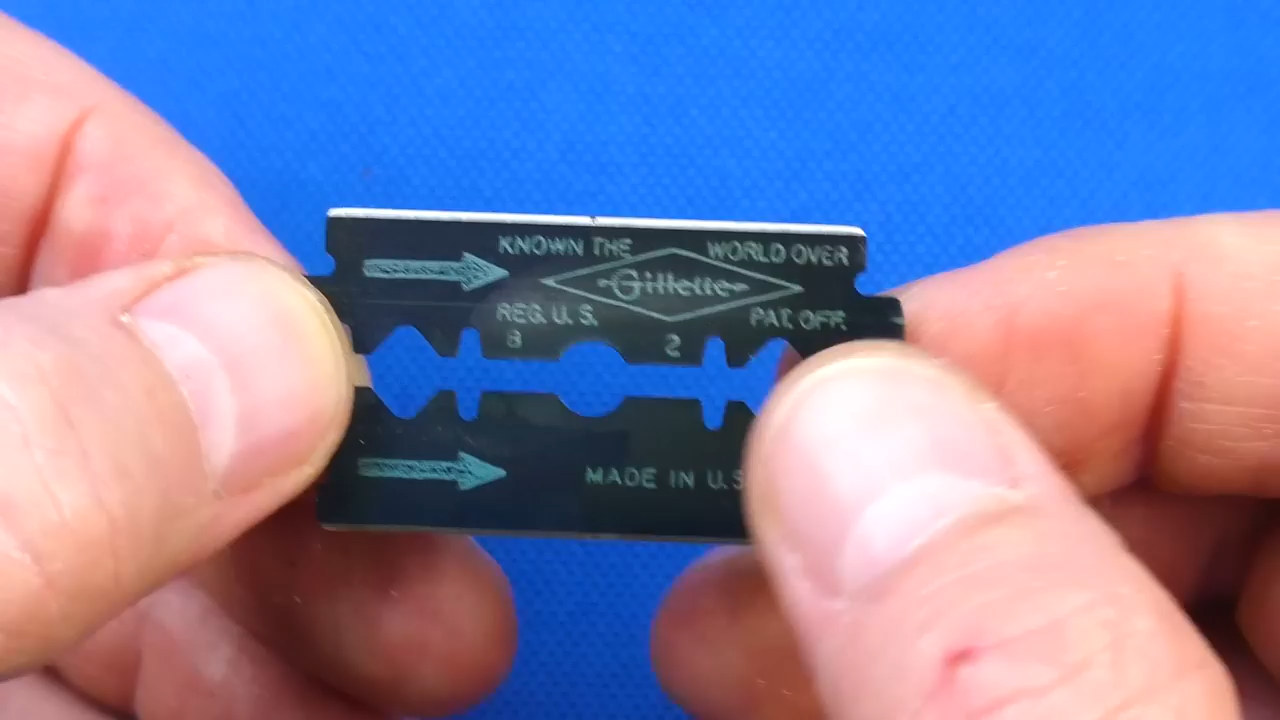 KNOWN THE WORLD OVER
Gillette
REG. U. S. PAT. OFF.
8 2
MADE IN U.S